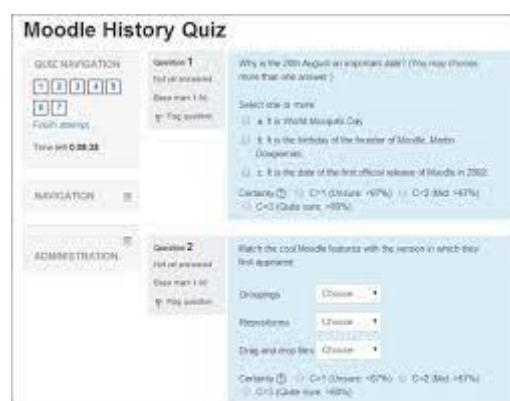 Moodle History Quiz
QUIZ NAVIGATION
1 2 3 4 5
6 7
Finish attempt
Time left 0:08:38
NAVIGATION
ADMINISTRATION
Question 1
Not yet answered
Flag question
Why is the 20th August an important date? (You may choose
more than one answer.)
Select one or more:
a. It is World Mosquito Day
b. It is the birthday of the founder of Moodle, Martin
Dougiamas.
c. It is the date of the first official release of Moodle in 2002.
Certainty C=1 (Unsure: <67%) C=2 (Mid: >67%)
C=3 (Quite sure: >80%)
Question 2
Not yet answered
Flag question
Match the cool Moodle features with the version in which they
first appeared
Groupings Choose...
Repositories Choose...
Drag and drop files Choose...
Certainty C=1 (Unsure: <67%) C=2 (Mid: >67%)
C=3 (Quite sure: >80%)